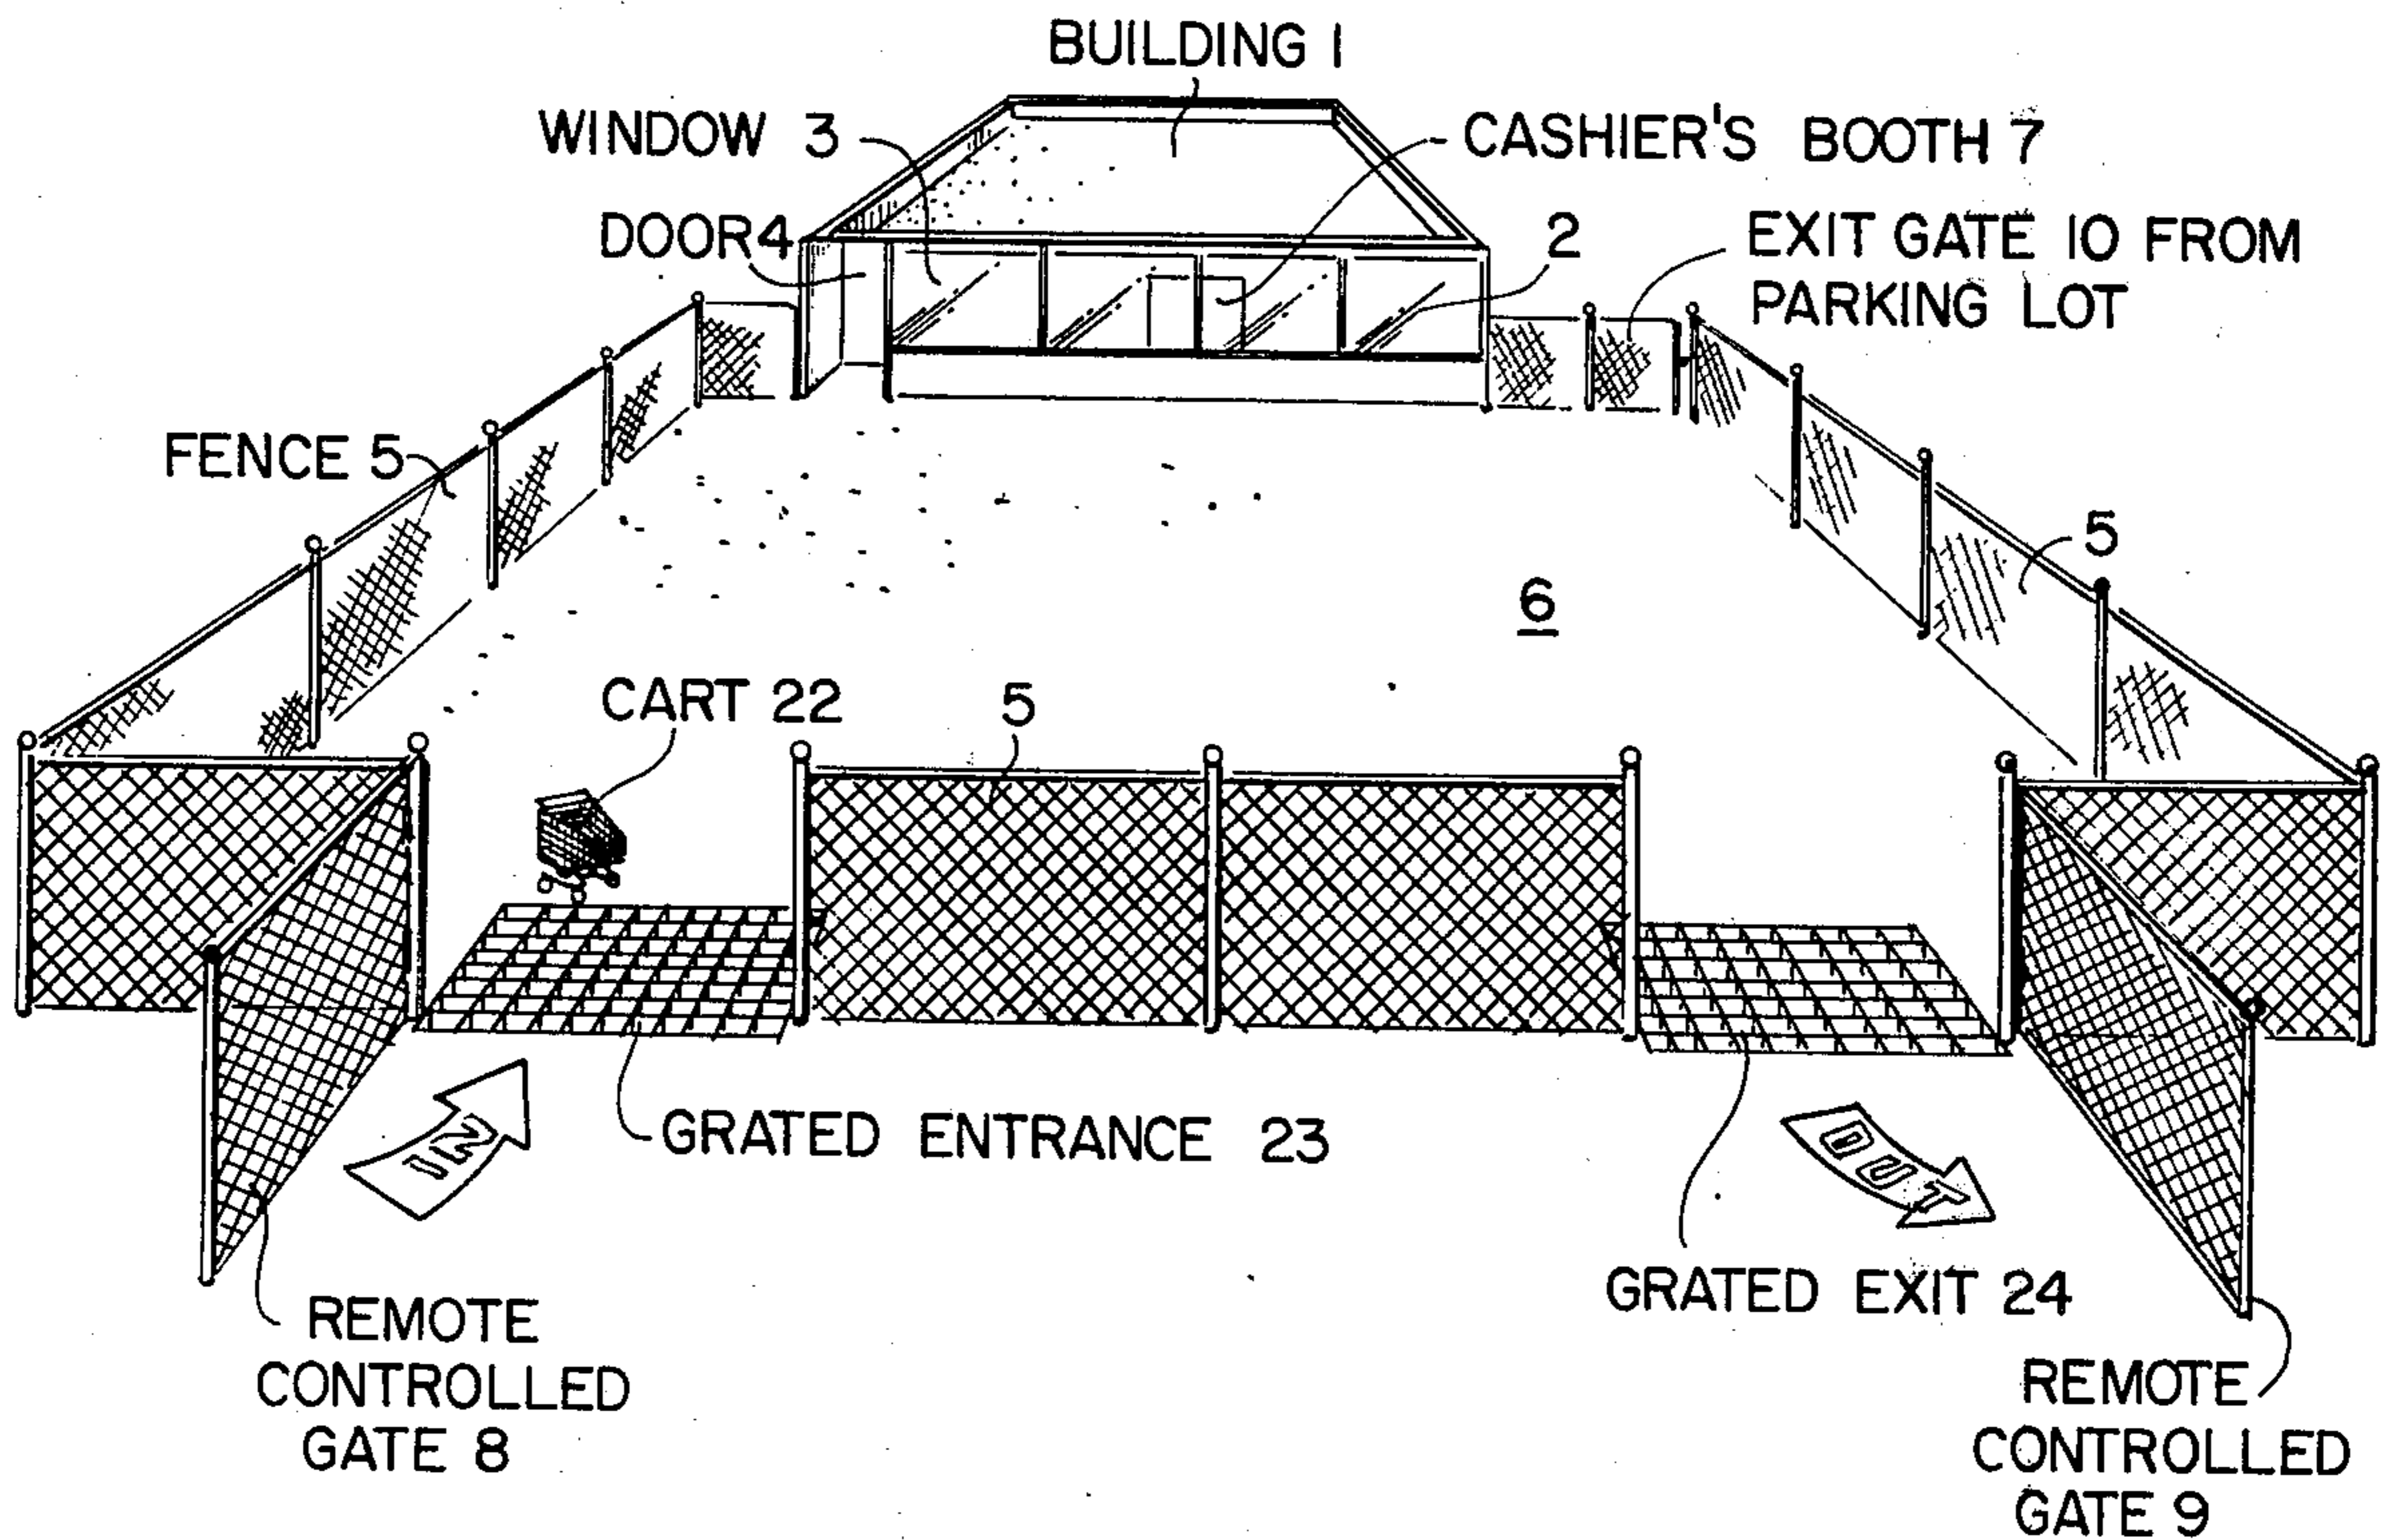 BUILDING 1
WINDOW 3
CASHIER'S BOOTH 7
DOOR 4
2
EXIT GATE 10 FROM
PARKING LOT
FENCE 5
5
6
CART 22
5
IN
GRATED ENTRANCE 23
OUT
GRATED EXIT 24
REMOTE
CONTROLLED
GATE 8
REMOTE
CONTROLLED
GATE 9